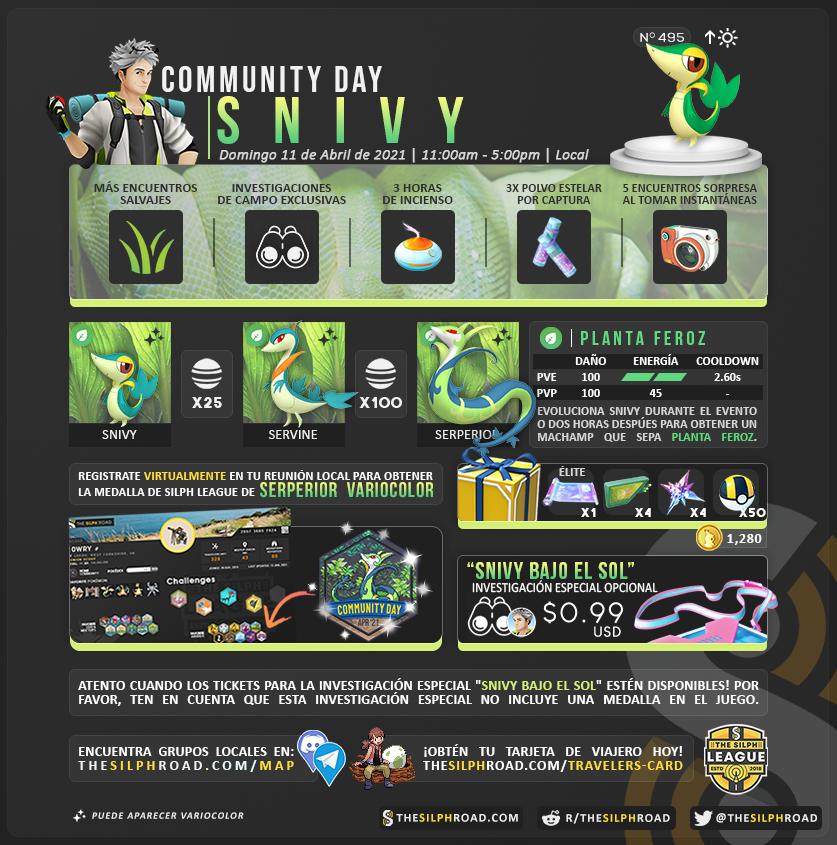 COMMUNITY DAY
SNIVY
Domingo 11 de Abril de 2021 | 11:00am - 5:00pm | Local
Nº 495
MÁS ENCUENTROS
SALVAJES
INVESTIGACIONES
DE CAMPO EXCLUSIVAS
3 HORAS
DE INCIENSO
3X POLVO ESTELAR
POR CAPTURA
5 ENCUENTROS SORPRESA
AL TOMAR INSTANTÁNEAS
SNIVY
X25
SERVINE
X100
SERPERIOR
PLANTA FEROZ
DAÑO ENERGÍA COOLDOWN
PVE 100 2.60s
PVP 100 45 -
EVOLUCIONA SNIVY DURANTE EL EVENTO
O DOS HORAS DESPÚES PARA OBTENER UN
MACHAMP QUE SEPA PLANTA FEROZ.
REGISTRATE VIRTUALMENTE EN TU REUNIÓN LOCAL PARA OBTENER
LA MEDALLA DE SILPH LEAGUE DE SERPERIOR VARIOCOLOR
THE SILPH ROAD
Challenges
COMMUNITY DAY
APR '21
ÉLITE
X1
X4
X4
X50
1,280
"SNIVY BAJO EL SOL"
INVESTIGACIÓN ESPECIAL OPCIONAL
$0.99
USD
ATENTO CUANDO LOS TICKETS PARA LA INVESTIGACIÓN ESPECIAL "SNIVY BAJO EL SOL" ESTÉN DISPONIBLES! POR
FAVOR, TEN EN CUENTA QUE ESTA INVESTIGACIÓN ESPECIAL NO INCLUYE UNA MEDALLA EN EL JUEGO.
ENCUENTRA GRUPOS LOCALES EN:
THESILPHROAD.COM/MAP
¡OBTÉN TU TARJETA DE VIAJERO HOY!
THESILPHROAD.COM/TRAVELERS-CARD
THE SILPH
LEAGUE
ESTD 2018
PUEDE APARECER VARIOCOLOR
THESILPHROAD.COM
R/THESILPHROAD
@THESILPHROAD